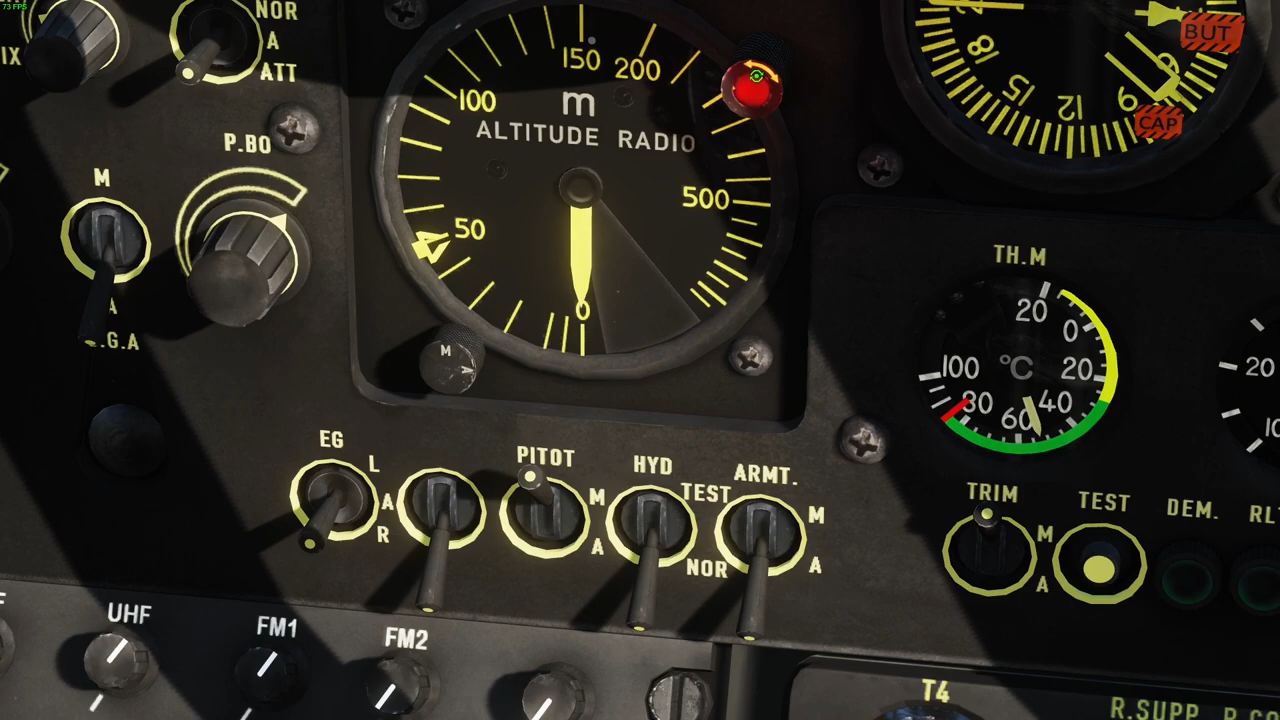 73 FPS
NOR
A
ATT
IX
P.BO
M
A
.G.A
150
200
100
m
ALTITUDE RADIO
500
50
0
M
BUT
CAP
18
15
12
9
6
TH.M
20
0
100
°C
20
80
40
60
20
EG
L
A
R
PITOT
M
A
HYD
TEST
NOR
ARMT.
M
A
TRIM
M
A
TEST
DEM.
UHF
FM1
FM2
T4
R.SUPP